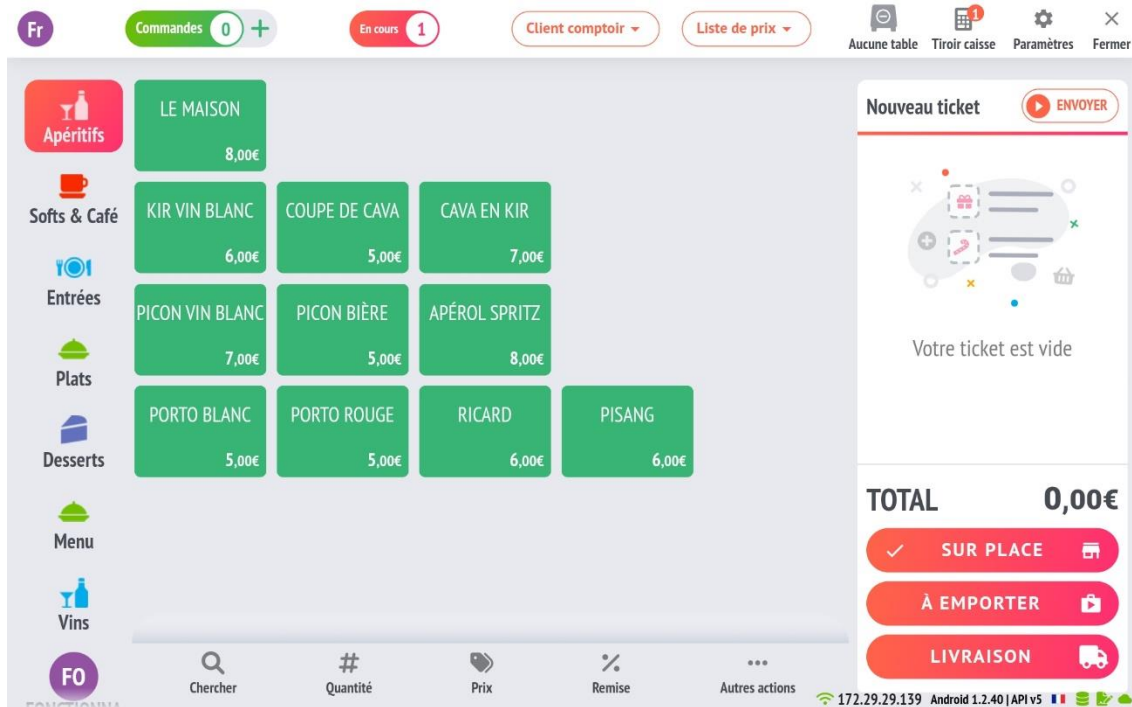 Fr
Commandes 0 +
En cours 1
Client comptoir
Liste de prix
Aucune table
1
Tiroir caisse
Paramètres
Fermer
Apéritifs
Softs & Café
Entrées
Plats
Desserts
Menu
Vins
FO
LE MAISON
8,00€
KIR VIN BLANC
6,00€
COUPE DE CAVA
5,00€
CAVA EN KIR
7,00€
PICON VIN BLANC
7,00€
PICON BIÈRE
5,00€
APÉROL SPRITZ
8,00€
PORTO BLANC
5,00€
PORTO ROUGE
5,00€
RICARD
6,00€
PISANG
6,00€
Chercher
Quantité
Prix
Remise
Autres actions
Nouveau ticket
ENVOYER
Votre ticket est vide
TOTAL 0,00€
SUR PLACE
À EMPORTER
LIVRAISON
172.29.29.139 Android 1.2.40 | API v5